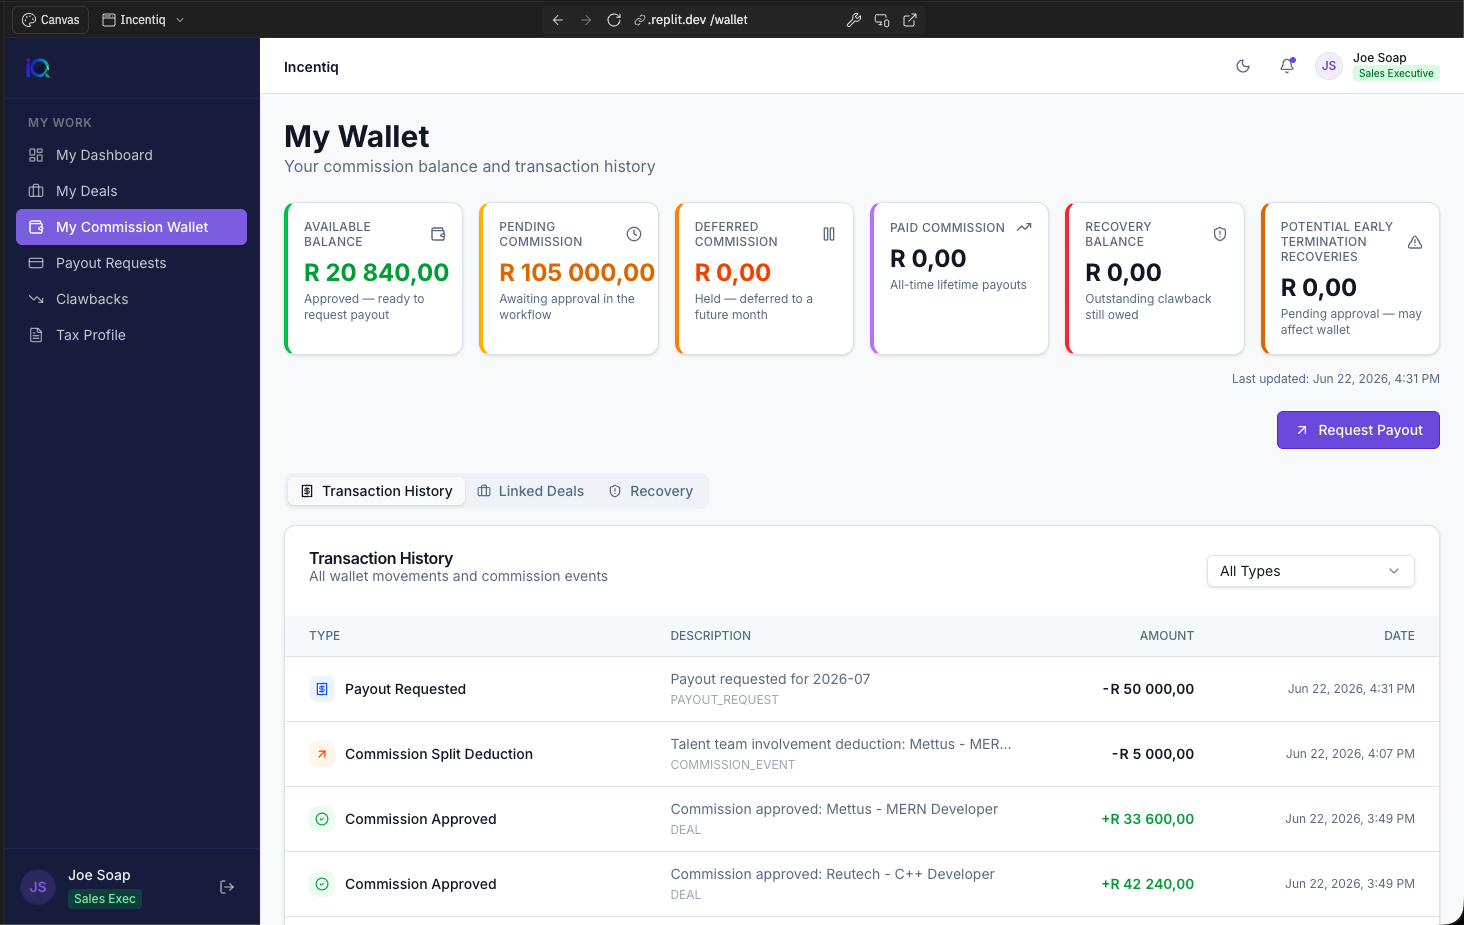 Canvas
Incentiq
.replit.dev /wallet
iQ
Incentiq
JS
Joe Soap
Sales Executive
MY WORK
My Dashboard
My Deals
My Commission Wallet
Payout Requests
Clawbacks
Tax Profile
My Wallet
Your commission balance and transaction history
AVAILABLE
BALANCE
R 20 840,00
Approved — ready to
request payout
PENDING
COMMISSION
R 105 000,00
Awaiting approval in the
workflow
DEFERRED
COMMISSION
R 0,00
Held — deferred to a
future month
PAID COMMISSION
R 0,00
All-time lifetime payouts
RECOVERY
BALANCE
R 0,00
Outstanding clawback
still owed
POTENTIAL EARLY
TERMINATION
RECOVERIES
R 0,00
Pending approval — may
affect wallet
Last updated: Jun 22, 2026, 4:31 PM
Request Payout
Transaction History
Linked Deals
Recovery
Transaction History
All wallet movements and commission events
All Types
TYPE DESCRIPTION AMOUNT DATE
Payout Requested
Payout requested for 2026-07
PAYOUT_REQUEST
-R 50 000,00
Jun 22, 2026, 4:31 PM
Commission Split Deduction
Talent team involvement deduction: Mettus - MER...
COMMISSION_EVENT
-R 5 000,00
Jun 22, 2026, 4:07 PM
Commission Approved
Commission approved: Mettus - MERN Developer
DEAL
+R 33 600,00
Jun 22, 2026, 3:49 PM
Commission Approved
Commission approved: Reutech - C++ Developer
DEAL
+R 42 240,00
Jun 22, 2026, 3:49 PM
JS
Joe Soap
Sales Exec